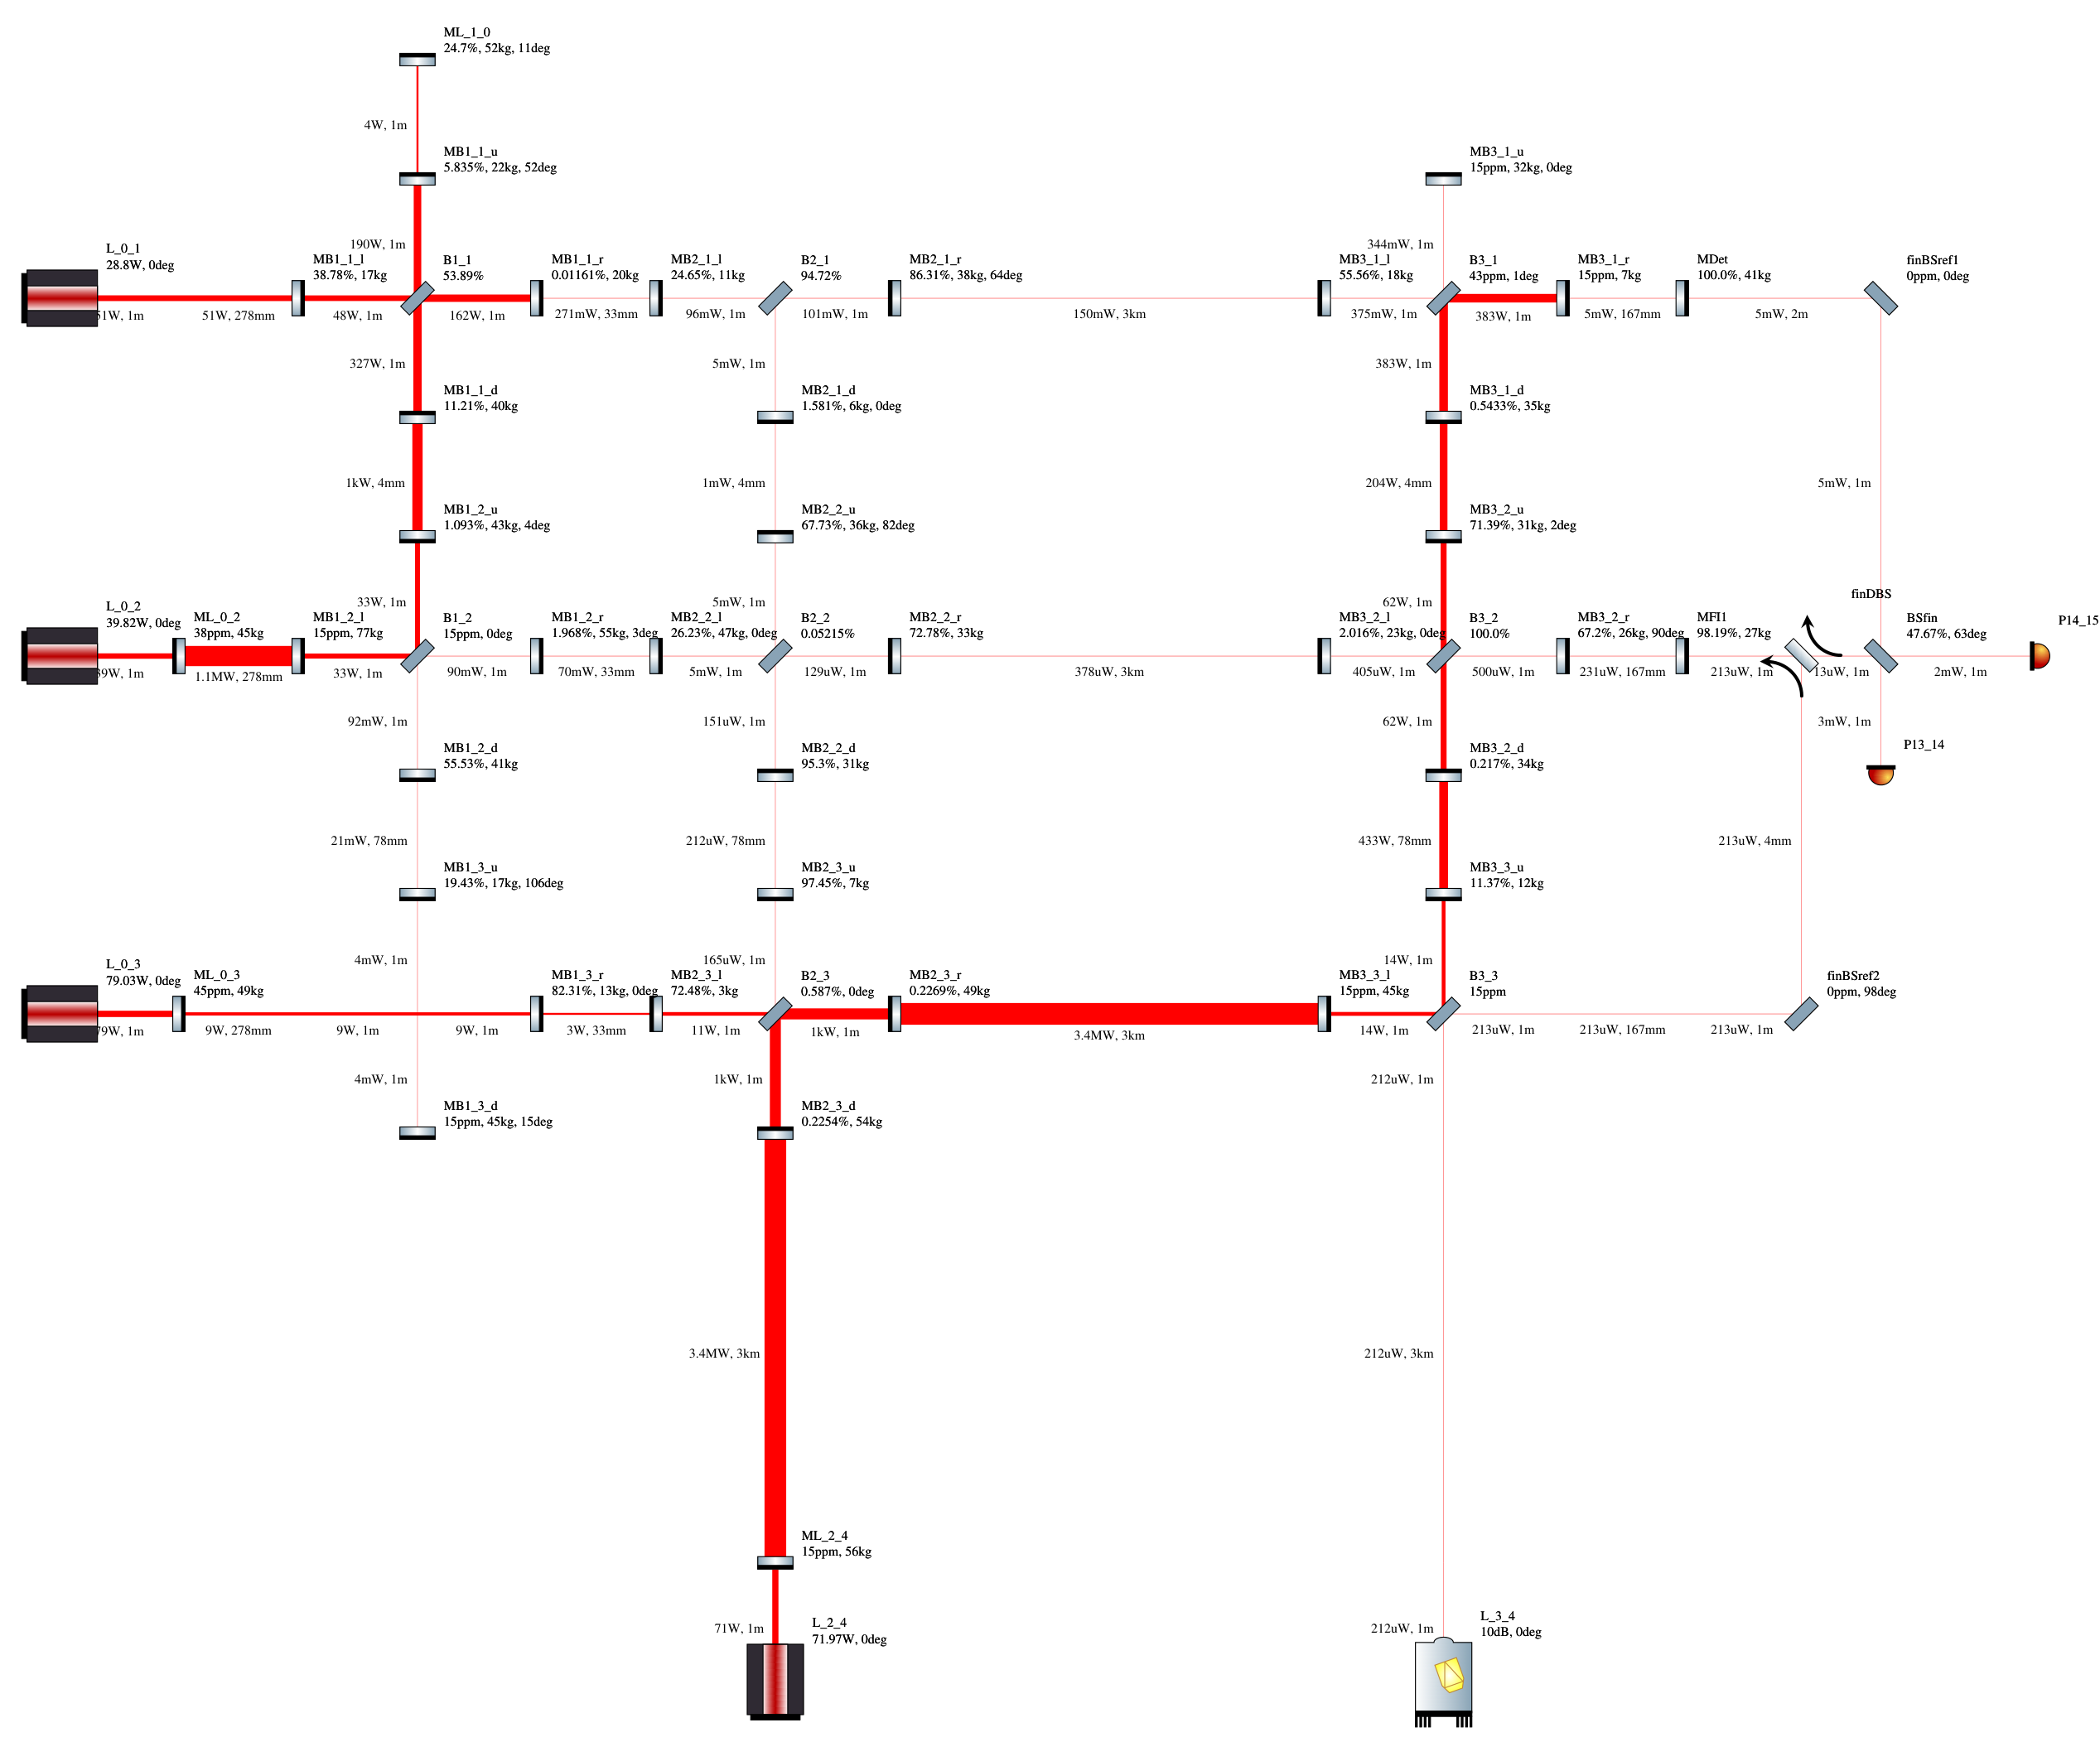 ML_1_0
24.7%, 52kg, 11deg
4W, 1m
MB1_1_u
5.835%, 22kg, 52deg
MB3_1_u
15ppm, 32kg, 0deg
190W, 1m
344mW, 1m
L_0_1
28.8W, 0deg
MB1_1_l
38.78%, 17kg
B1_1
53.89%
MB1_1_r
0.01161%, 20kg
MB2_1_l
24.65%, 11kg
B2_1
94.72%
MB2_1_r
86.31%, 38kg, 64deg
MB3_1_l
55.56%, 18kg
B3_1
43ppm, 1deg
MB3_1_r
15ppm, 7kg
MDet
100.0%, 41kg
finBSref1
0ppm, 0deg
51W, 1m
51W, 278mm
48W, 1m
162W, 1m
271mW, 33mm
96mW, 1m
101mW, 1m
150mW, 3km
375mW, 1m
383W, 1m
5mW, 167mm
5mW, 2m
327W, 1m
5mW, 1m
383W, 1m
MB1_1_d
11.21%, 40kg
MB2_1_d
1.581%, 6kg, 0deg
MB3_1_d
0.5433%, 35kg
1kW, 4mm
1mW, 4mm
204W, 4mm
5mW, 1m
MB1_2_u
1.093%, 43kg, 4deg
MB2_2_u
67.73%, 36kg, 82deg
MB3_2_u
71.39%, 31kg, 2deg
33W, 1m
5mW, 1m
62W, 1m
finDBS
L_0_2
39.82W, 0deg
ML_0_2
38ppm, 45kg
MB1_2_l
15ppm, 77kg
B1_2
15ppm, 0deg
MB1_2_r
1.968%, 55kg, 3deg
MB2_2_l
26.23%, 47kg, 0deg
B2_2
0.05215%
MB2_2_r
72.78%, 33kg
MB3_2_l
2.016%, 23kg, 0deg
B3_2
100.0%
MB3_2_r
67.2%, 26kg, 90deg
MFI1
98.19%, 27kg
BSfin
47.67%, 63deg
P14_15
39W, 1m
1.1MW, 278mm
33W, 1m
90mW, 1m
70mW, 33mm
5mW, 1m
129uW, 1m
378uW, 3km
405uW, 1m
500uW, 1m
231uW, 167mm
213uW, 1m
13uW, 1m
2mW, 1m
92mW, 1m
151uW, 1m
62W, 1m
3mW, 1m
MB1_2_d
55.53%, 41kg
MB2_2_d
95.3%, 31kg
MB3_2_d
0.217%, 34kg
P13_14
21mW, 78mm
212uW, 78mm
433W, 78mm
213uW, 4mm
MB1_3_u
19.43%, 17kg, 106deg
MB2_3_u
97.45%, 7kg
MB3_3_u
11.37%, 12kg
4mW, 1m
165uW, 1m
14W, 1m
L_0_3
79.03W, 0deg
ML_0_3
45ppm, 49kg
MB1_3_r
82.31%, 13kg, 0deg
MB2_3_l
72.48%, 3kg
B2_3
0.587%, 0deg
MB2_3_r
0.2269%, 49kg
MB3_3_l
15ppm, 45kg
B3_3
15ppm
finBSref2
0ppm, 98deg
79W, 1m
9W, 278mm
9W, 1m
9W, 1m
3W, 33mm
11W, 1m
1kW, 1m
3.4MW, 3km
14W, 1m
213uW, 1m
213uW, 167mm
213uW, 1m
4mW, 1m
1kW, 1m
212uW, 1m
MB1_3_d
15ppm, 45kg, 15deg
MB2_3_d
0.2254%, 54kg
3.4MW, 3km
212uW, 3km
ML_2_4
15ppm, 56kg
71W, 1m
L_2_4
71.97W, 0deg
212uW, 1m
L_3_4
10dB, 0deg